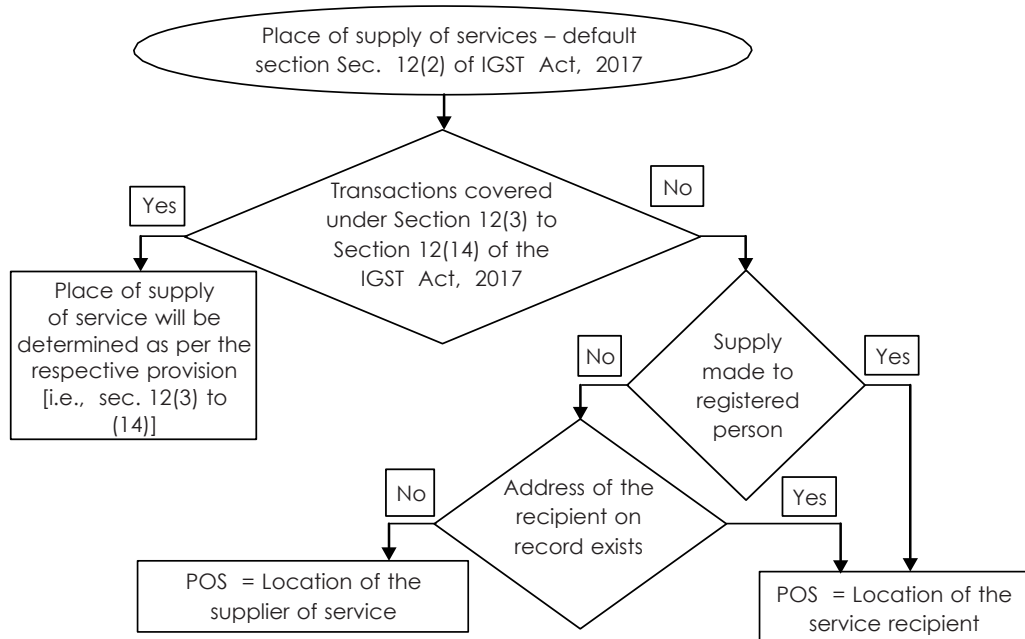 Place of supply of services – default
section Sec. 12(2) of IGST Act, 2017
Transactions covered
under Section 12(3) to
Section 12(14) of the
IGST Act, 2017
Yes
No
Place of supply
of service will be
determined as per the
respective provision
[i.e., sec. 12(3) to
(14)]
Supply
made to
registered
person
No
Yes
Address of the
recipient on
record exists
No
Yes
POS = Location of the
supplier of service
POS = Location of the
service recipient